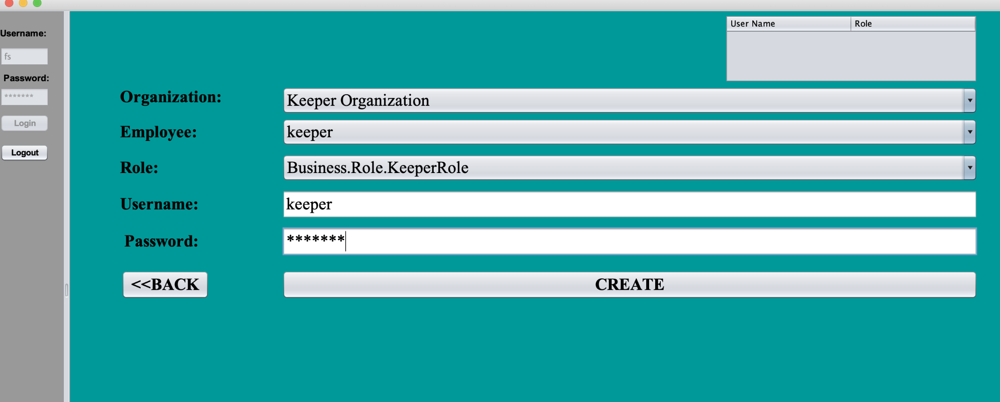 Username:
fs
Password:
*******
Login
Logout
User Name Role
Organization: Keeper Organization
Employee: keeper
Role: Business.Role.KeeperRole
Username: keeper
Password: *******
<<BACK CREATE